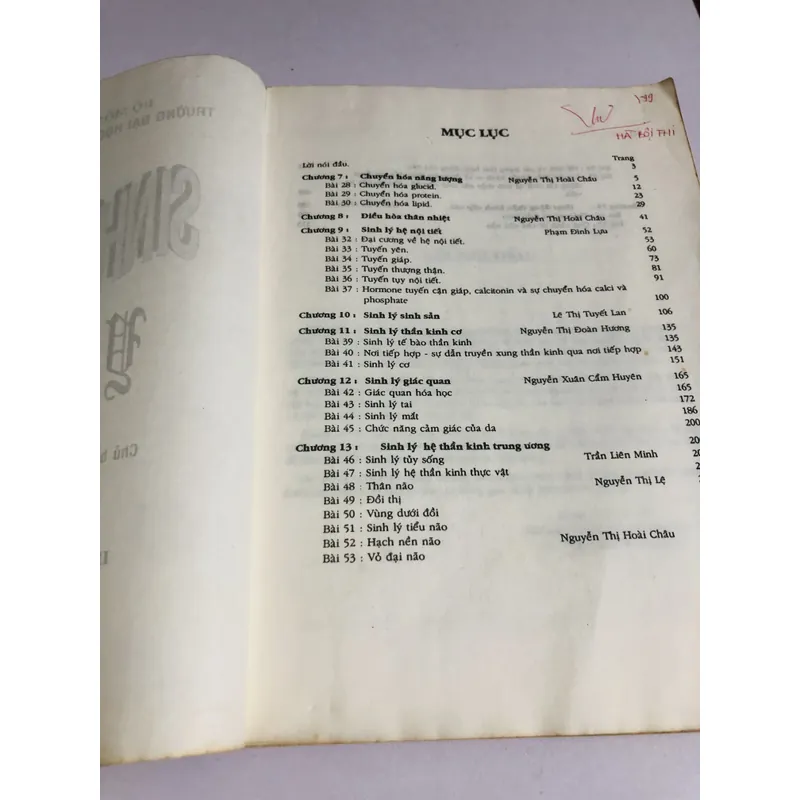 '99
HÀ BỘI THI
MỤC LỤC
Trang
Lời nói đầu. 3
Chương 7 : Chuyển hóa năng lượng Nguyễn Thị Hoài Châu 5
Bài 28 : Chuyển hóa glucid. 12
Bài 29 : Chuyển hóa protein. 23
Bài 30 : Chuyển hóa lipid. 29
Chương 8 : Điều hòa thân nhiệt Nguyễn Thị Hoài Châu 41
Chương 9 : Sinh lý hệ nội tiết Phạm Đình Lựu 52
Bài 32 : Đại cương về hệ nội tiết. 53
Bài 33 : Tuyến yên. 60
Bài 34 : Tuyến giáp. 73
Bài 35 : Tuyến thượng thận. 81
Bài 36 : Tuyến tụy nội tiết. 91
Bài 37 : Hormone tuyến cận giáp, calcitonin và sự chuyển hóa calci và
phosphate 100
Chương 10 : Sinh lý sinh sản Lê Thị Tuyết Lan 106
Chương 11 : Sinh lý thần kinh cơ Nguyễn Thị Đoàn Hương 135
Bài 39 : Sinh lý tế bào thần kinh 135
Bài 40 : Nơi tiếp hợp - sự dẫn truyền xung thần kinh qua nơi tiếp hợp 143
Bài 41 : Sinh lý cơ 151
Chương 12 : Sinh lý giác quan Nguyễn Xuân Cẩm Huyên 165
Bài 42 : Giác quan hóa học 165
Bài 43 : Sinh lý tai 172
Bài 44 : Sinh lý mắt 186
Bài 45 : Chức năng cảm giác của da 200
Chương 13 : Sinh lý hệ thần kinh trung ương 20
Bài 46 : Sinh lý tủy sống Trần Liên Minh 20
Bài 47 : Sinh lý hệ thần kinh thực vật 2
Bài 48 : Thân não Nguyễn Thị Lệ
Bài 49 : Đồi thị
Bài 50 : Vùng dưới đồi
Bài 51 : Sinh lý tiểu não
Bài 52 : Hạch nền não Nguyễn Thị Hoài Châu
Bài 53 : Vỏ đại não